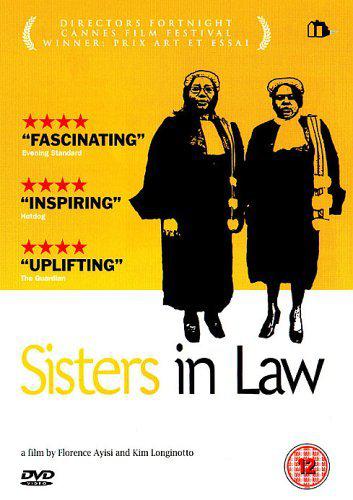 DIRECTORS FORTNIGHT
CANNES FILM FESTIVAL
WINNER: PRIX ART ET ESSAI
★★★★
“FASCINATING”
Evening Standard
★★★★
“INSPIRING”
Hotdog
★★★★
“UPLIFTING”
The Guardian
Sisters in Law
a film by Florence Ayisi and Kim Longinotto
DVD
VIDEO
12